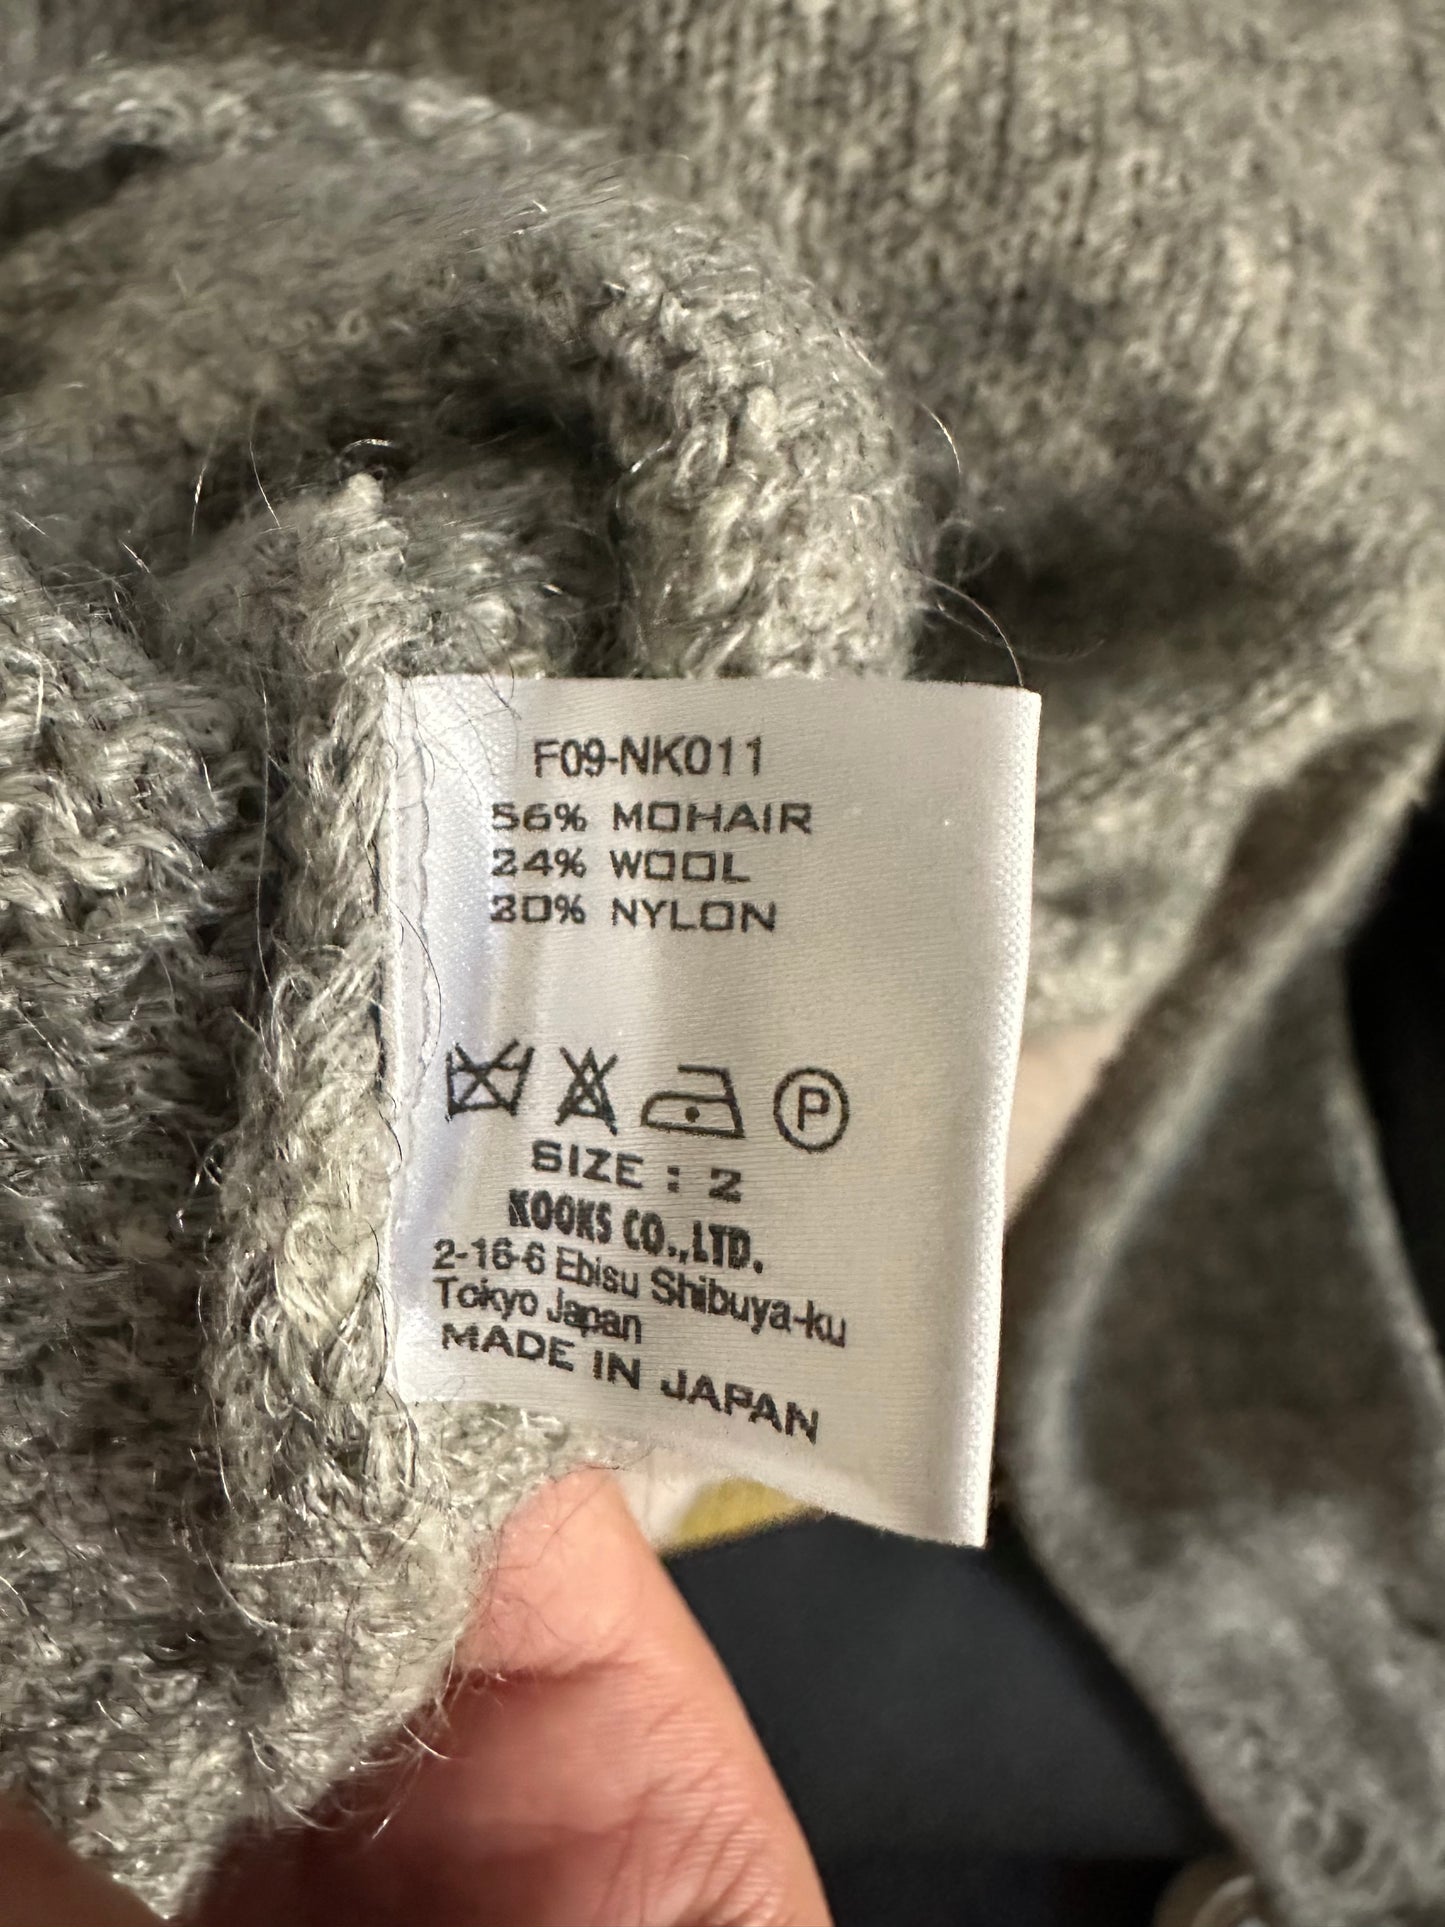 F09-NK011
56% MOHAIR
24% WOOL
20% NYLON
P
SIZE : 2
KOOKS CO.,LTD.
2-16-6 Ebisu Shibuya-ku
Tokyo Japan
MADE IN JAPAN